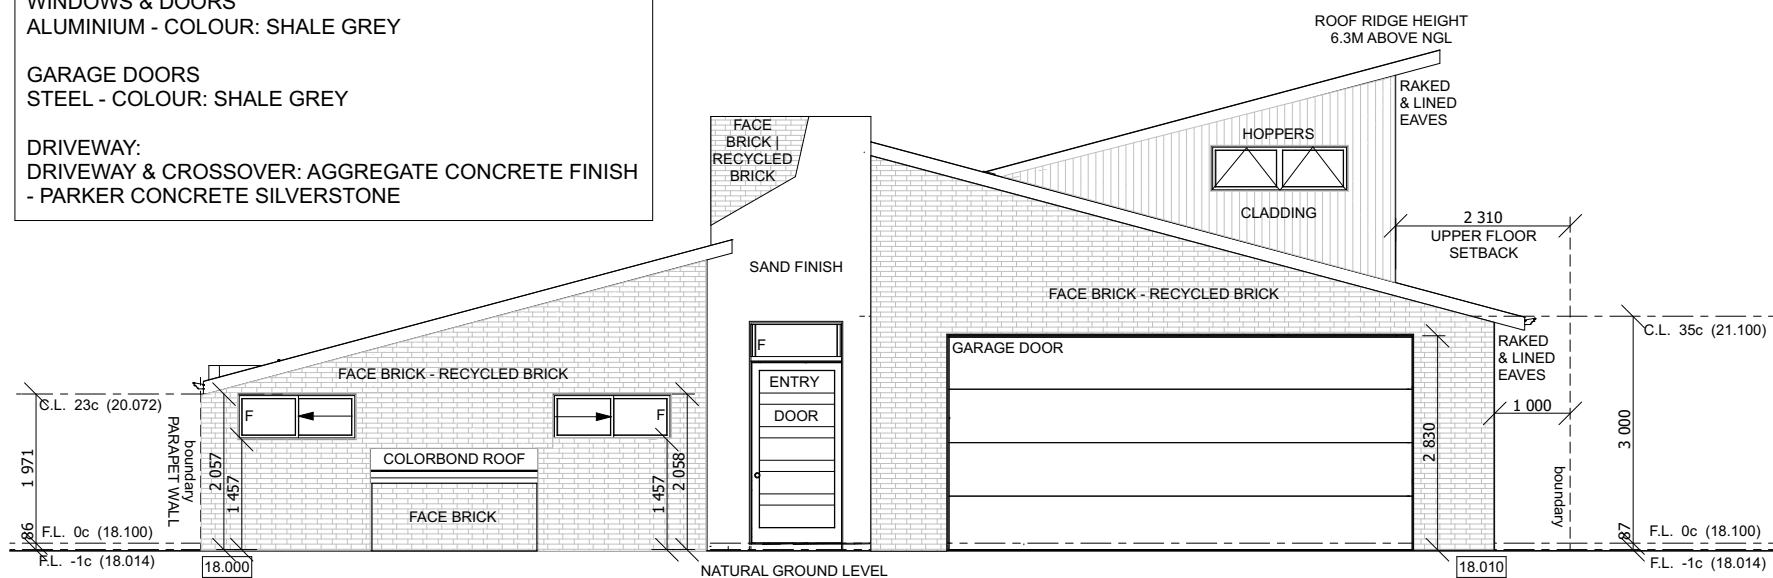 WINDOWS & DOORS
ALUMINIUM - COLOUR: SHALE GREY
GARAGE DOORS
STEEL - COLOUR: SHALE GREY
DRIVEWAY:
DRIVEWAY & CROSSOVER: AGGREGATE CONCRETE FINISH
- PARKER CONCRETE SILVERSTONE
ROOF RIDGE HEIGHT
6.3M ABOVE NGL
RAKED
& LINED
EAVES
FACE
BRICK |
RECYCLED
BRICK
HOPPERS
CLADDING
2 310
UPPER FLOOR
SETBACK
SAND FINISH
FACE BRICK - RECYCLED BRICK
C.L. 35c (21.100)
F
GARAGE DOOR
RAKED
& LINED
EAVES
FACE BRICK - RECYCLED BRICK
ENTRY
DOOR
C.L. 23c (20.072)
F
F
1 000
boundary
PARAPET WALL
1 971
2 057
1 457
COLORBOND ROOF
FACE BRICK
1 457
2 058
2 830
3 000
boundary
86
F.L. 0c (18.100)
F.L. -1c (18.014)
18.000
NATURAL GROUND LEVEL
18.010
87
F.L. 0c (18.100)
F.L. -1c (18.014)